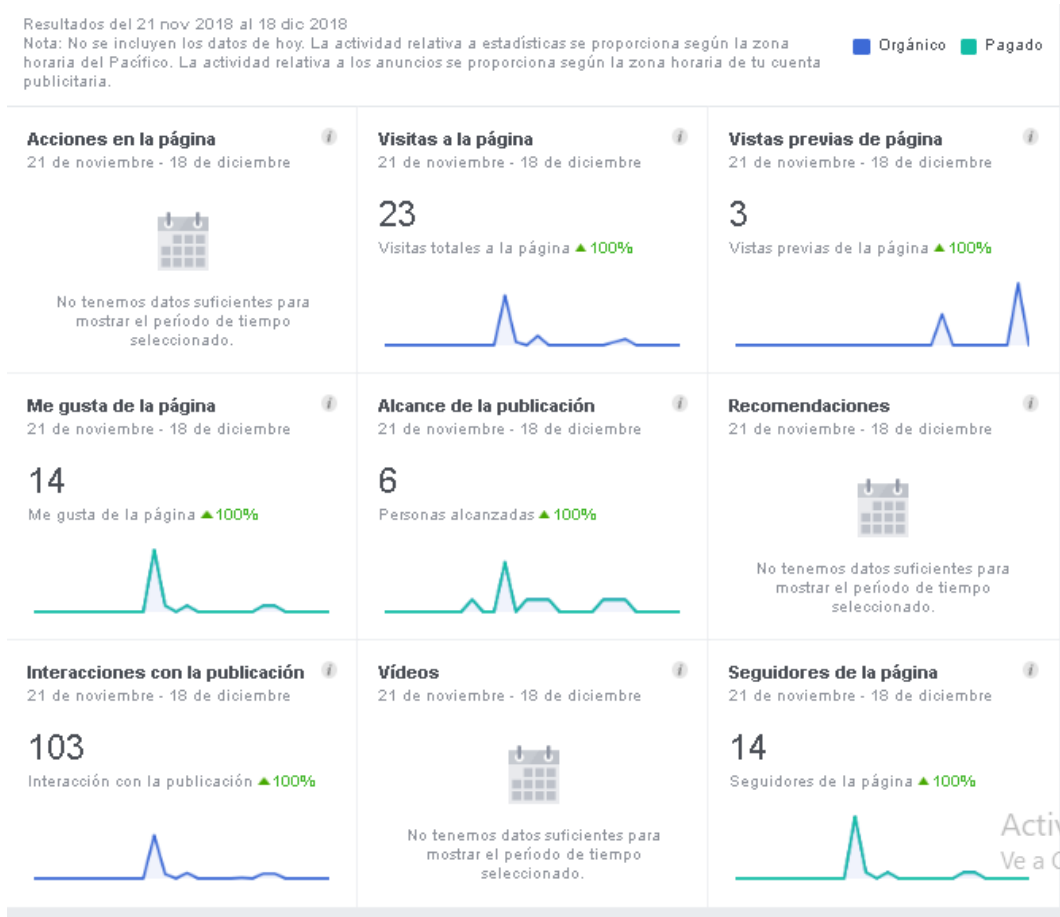 Resultados del 21 nov 2018 al 18 dic 2018
Nota: No se incluyen los datos de hoy. La actividad relativa a estadísticas se proporciona según la zona
horaria del Pacífico. La actividad relativa a los anuncios se proporciona según la zona horaria de tu cuenta
publicitaria.
Orgánico Pagado
Acciones en la página
21 de noviembre - 18 de diciembre
No tenemos datos suficientes para
mostrar el período de tiempo
seleccionado.
Visitas a la página
21 de noviembre - 18 de diciembre
23
Visitas totales a la página ▲ 100%
Vistas previas de página
21 de noviembre - 18 de diciembre
3
Vistas previas de la página ▲ 100%
Me gusta de la página
21 de noviembre - 18 de diciembre
14
Me gusta de la página ▲ 100%
Alcance de la publicación
21 de noviembre - 18 de diciembre
6
Personas alcanzadas ▲ 100%
Recomendaciones
21 de noviembre - 18 de diciembre
No tenemos datos suficientes para
mostrar el período de tiempo
seleccionado.
Interacciones con la publicación
21 de noviembre - 18 de diciembre
103
Interacción con la publicación ▲ 100%
Vídeos
21 de noviembre - 18 de diciembre
No tenemos datos suficientes para
mostrar el período de tiempo
seleccionado.
Seguidores de la página
21 de noviembre - 18 de diciembre
14
Seguidores de la página ▲ 100%
Ve a